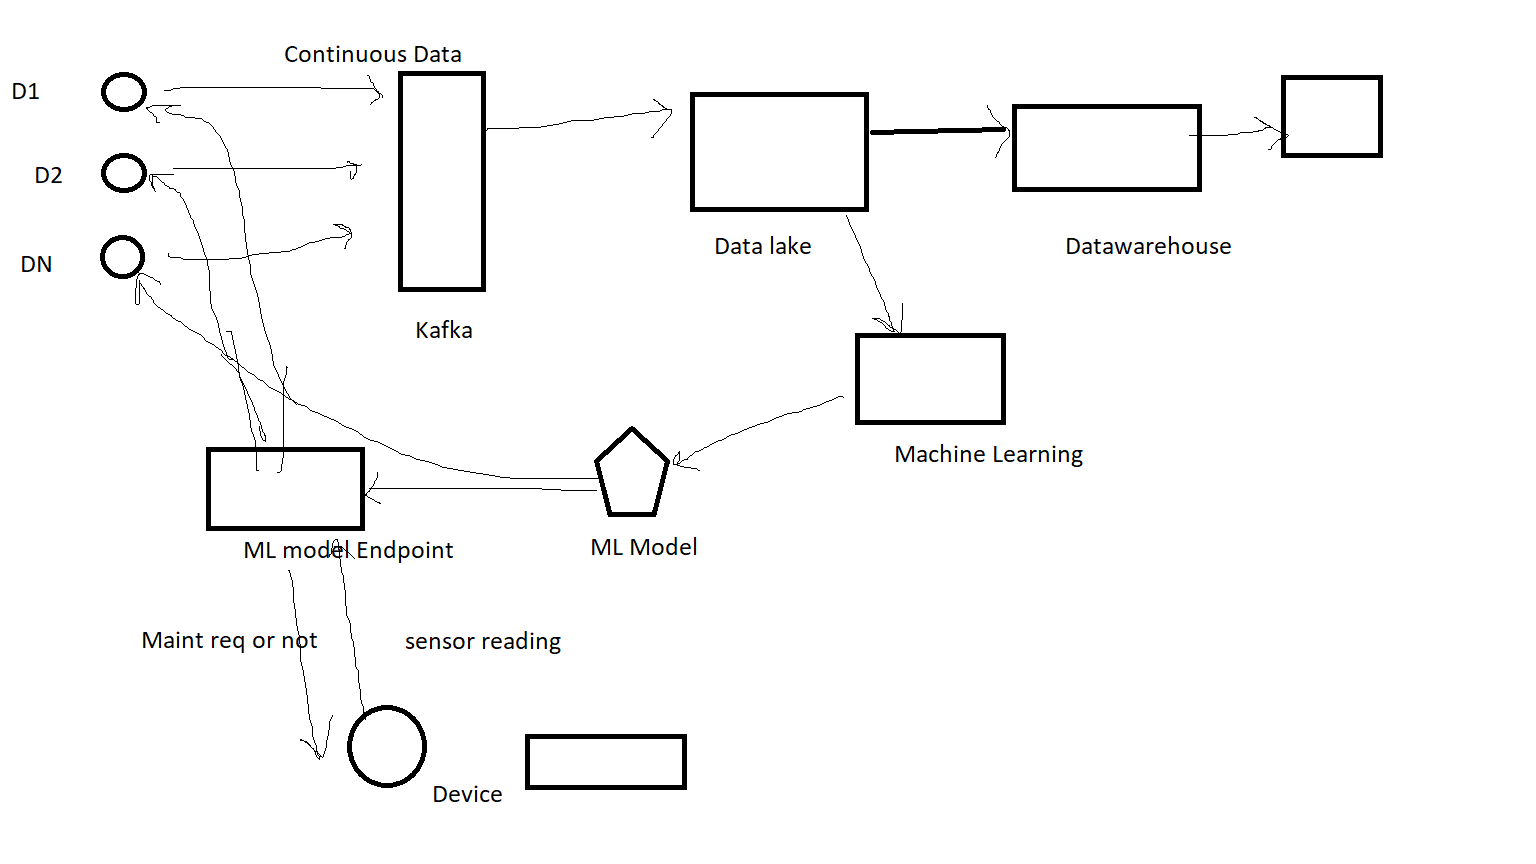 Continuous Data
D1
D2
DN
Kafka
Data lake
Datawarehouse
Machine Learning
ML model Endpoint
ML Model
Maint req or not
sensor reading
Device